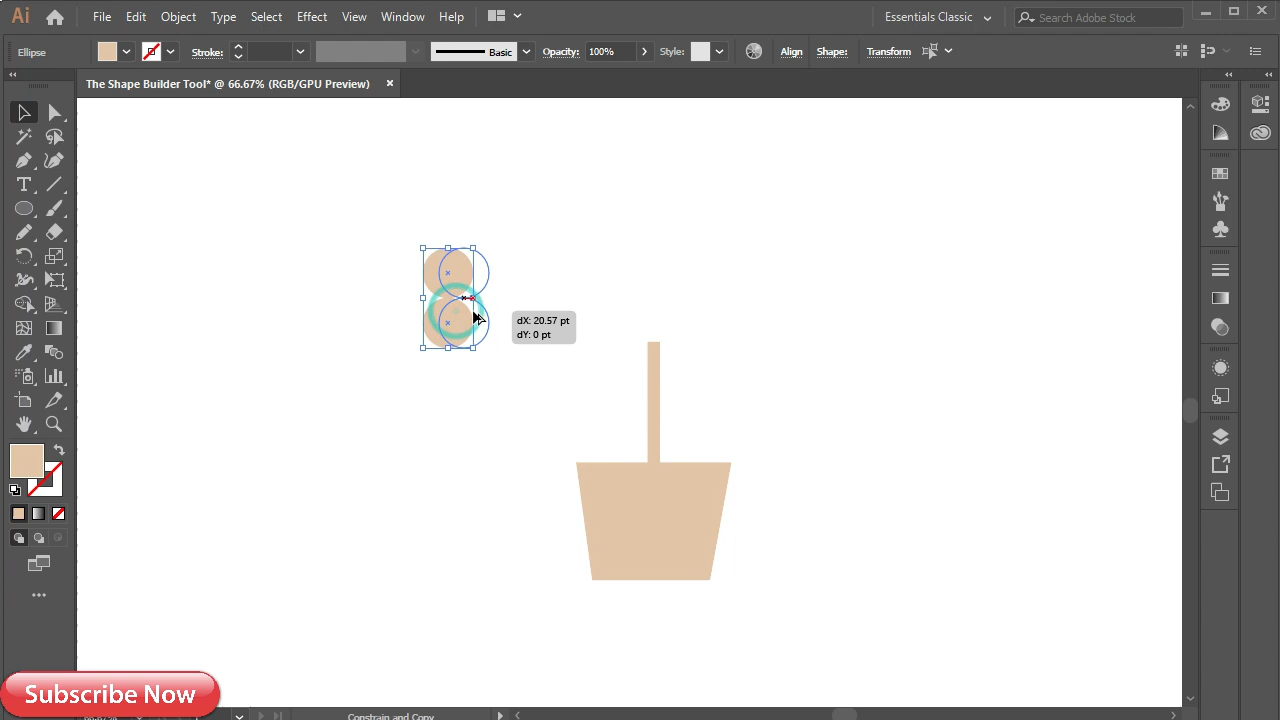 Ai File Edit Object Type Select Effect View Window Help Essentials Classic Search Adobe Stock
Ellipse Stroke: Basic Opacity: 100% Style: Align Shape: Transform
The Shape Builder Tool* @ 66.67% (RGB/GPU Preview) ×
dX: 20.57 pt
dY: 0 pt
Subscribe Now
66.67% Constrain and Copy